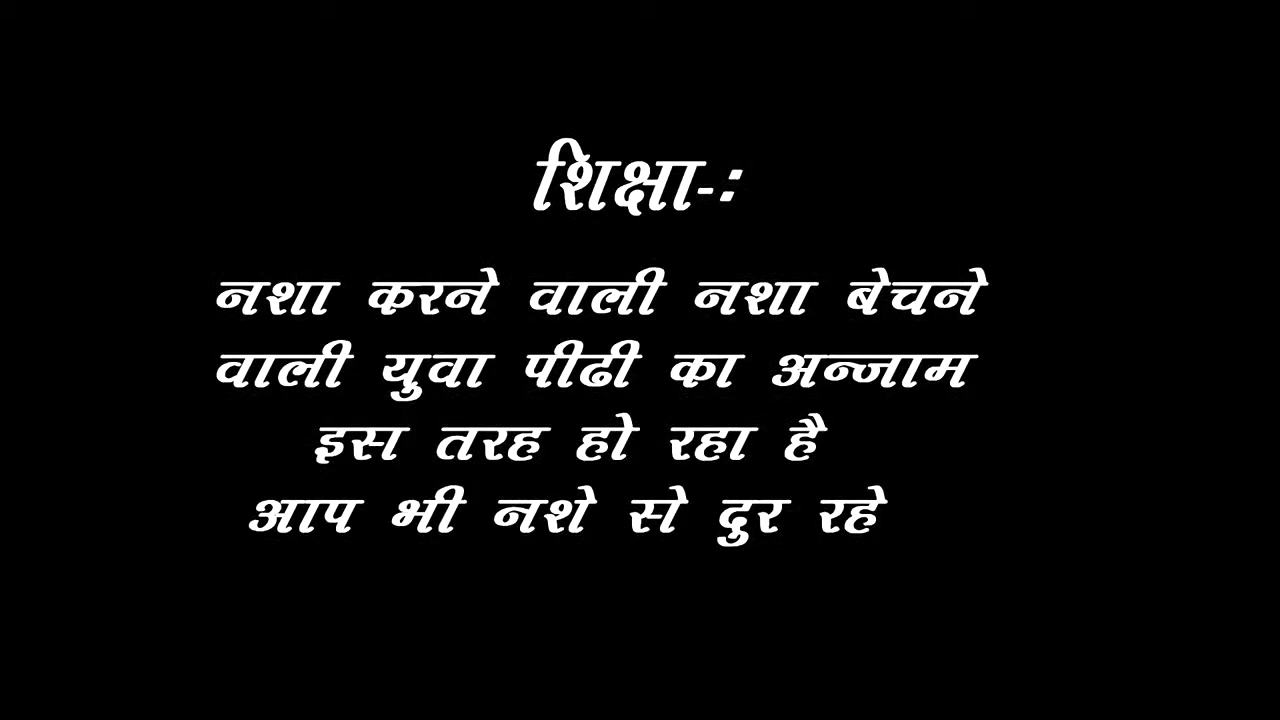 शिक्षा-:
नशा करने वाली नशा बेचने
वाली युवा पीढी का अन्जाम
इस तरह हो रहा है
आप भी नशे से दुर रहे